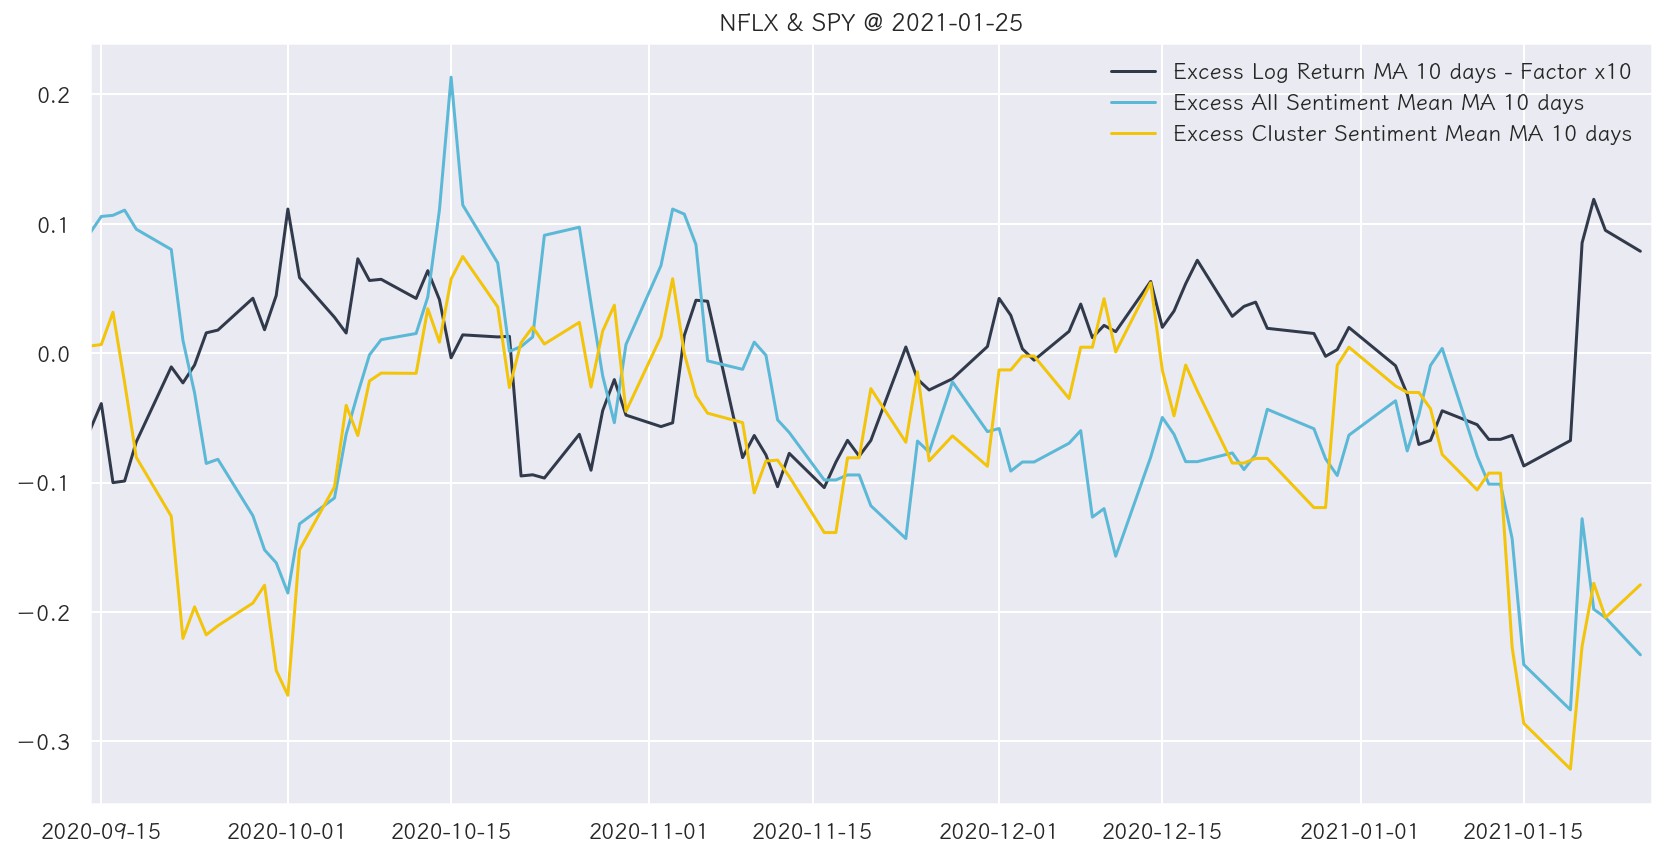 NFLX & SPY @ 2021-01-25
Excess Log Return MA 10 days - Factor x10
Excess All Sentiment Mean MA 10 days
Excess Cluster Sentiment Mean MA 10 days
0.2
0.1
0.0
−0.1
−0.2
−0.3
2020-09-15 2020-10-01 2020-10-15 2020-11-01 2020-11-15 2020-12-01 2020-12-15 2021-01-01 2021-01-15